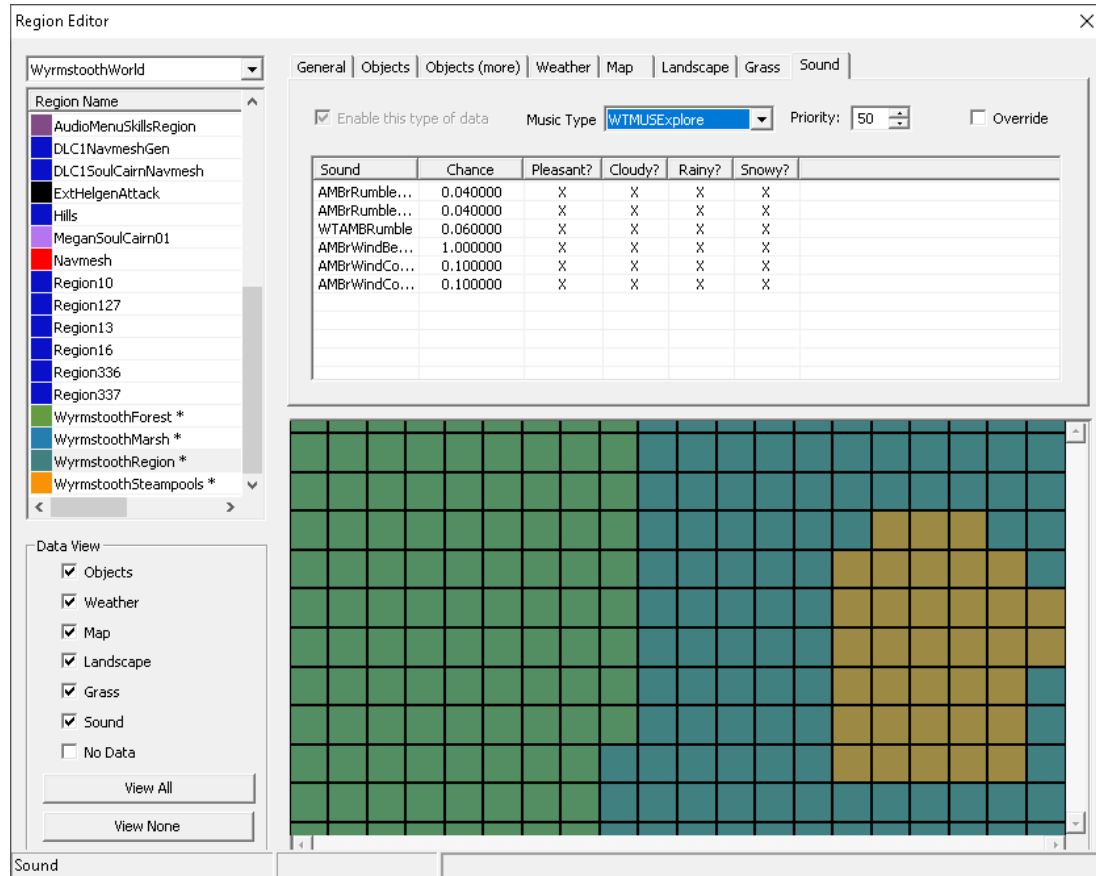 Region Editor
WyrmstoothWorld
Region Name
AudioMenuSkillsRegion
DLC1NavmeshGen
DLC1SoulCairnNavmesh
ExtHelgenAttack
Hills
MeganSoulCairn01
Navmesh
Region10
Region127
Region13
Region16
Region336
Region337
WyrmstoothForest *
WyrmstoothMarsh *
WyrmstoothRegion *
WyrmstoothSteampools *
Data View
Objects
Weather
Map
Landscape
Grass
Sound
No Data
View All
View None
General Objects Objects (more) Weather Map Landscape Grass Sound
Enable this type of data Music Type WTMUSExplore Priority: 50 Override
Sound Chance Pleasant? Cloudy? Rainy? Snowy?
AMBrRumble... 0.040000 X X X X
AMBrRumble... 0.040000 X X X X
WTAMBRumble 0.060000 X X X X
AMBrWindBe... 1.000000 X X X X
AMBrWindCo... 0.100000 X X X X
AMBrWindCo... 0.100000 X X X X
Sound